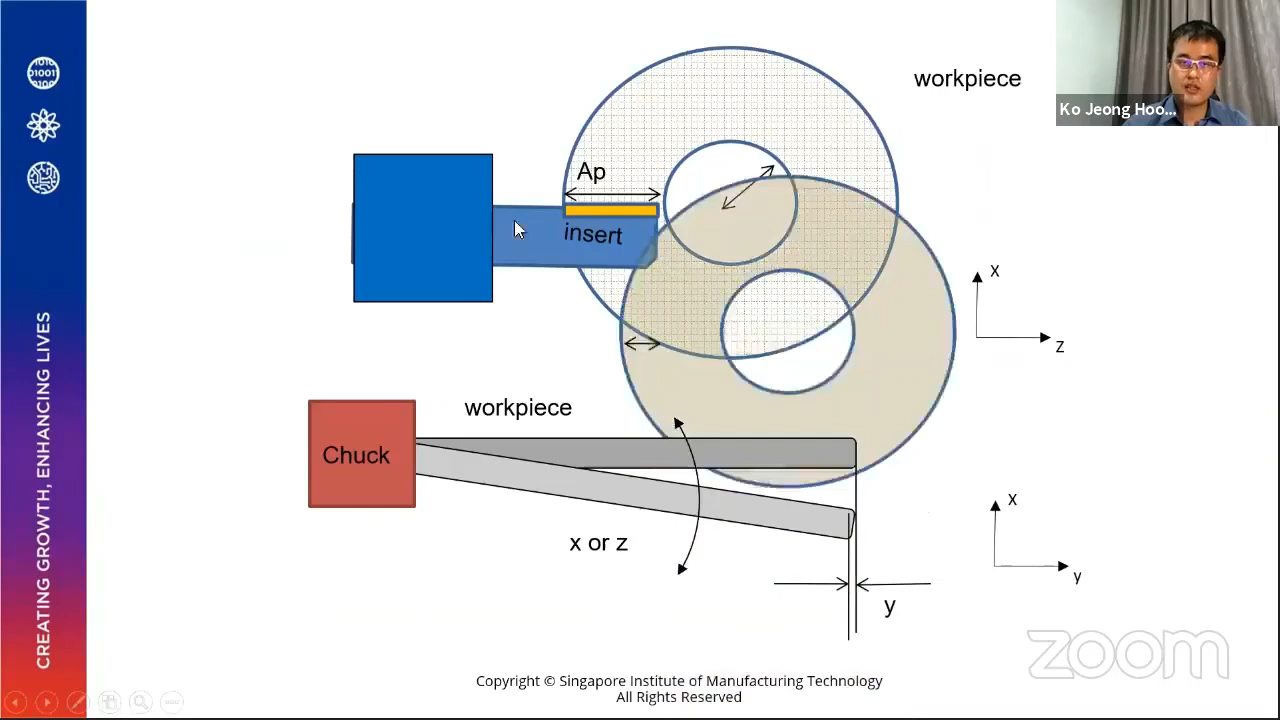 workpiece
Ko Jeong Hoo...
Ap
insert
x
z
workpiece
Chuck
x or z
x
y
y
CREATING GROWTH, ENHANCING LIVES
zoom
Copyright © Singapore Institute of Manufacturing Technology
All Rights Reserved